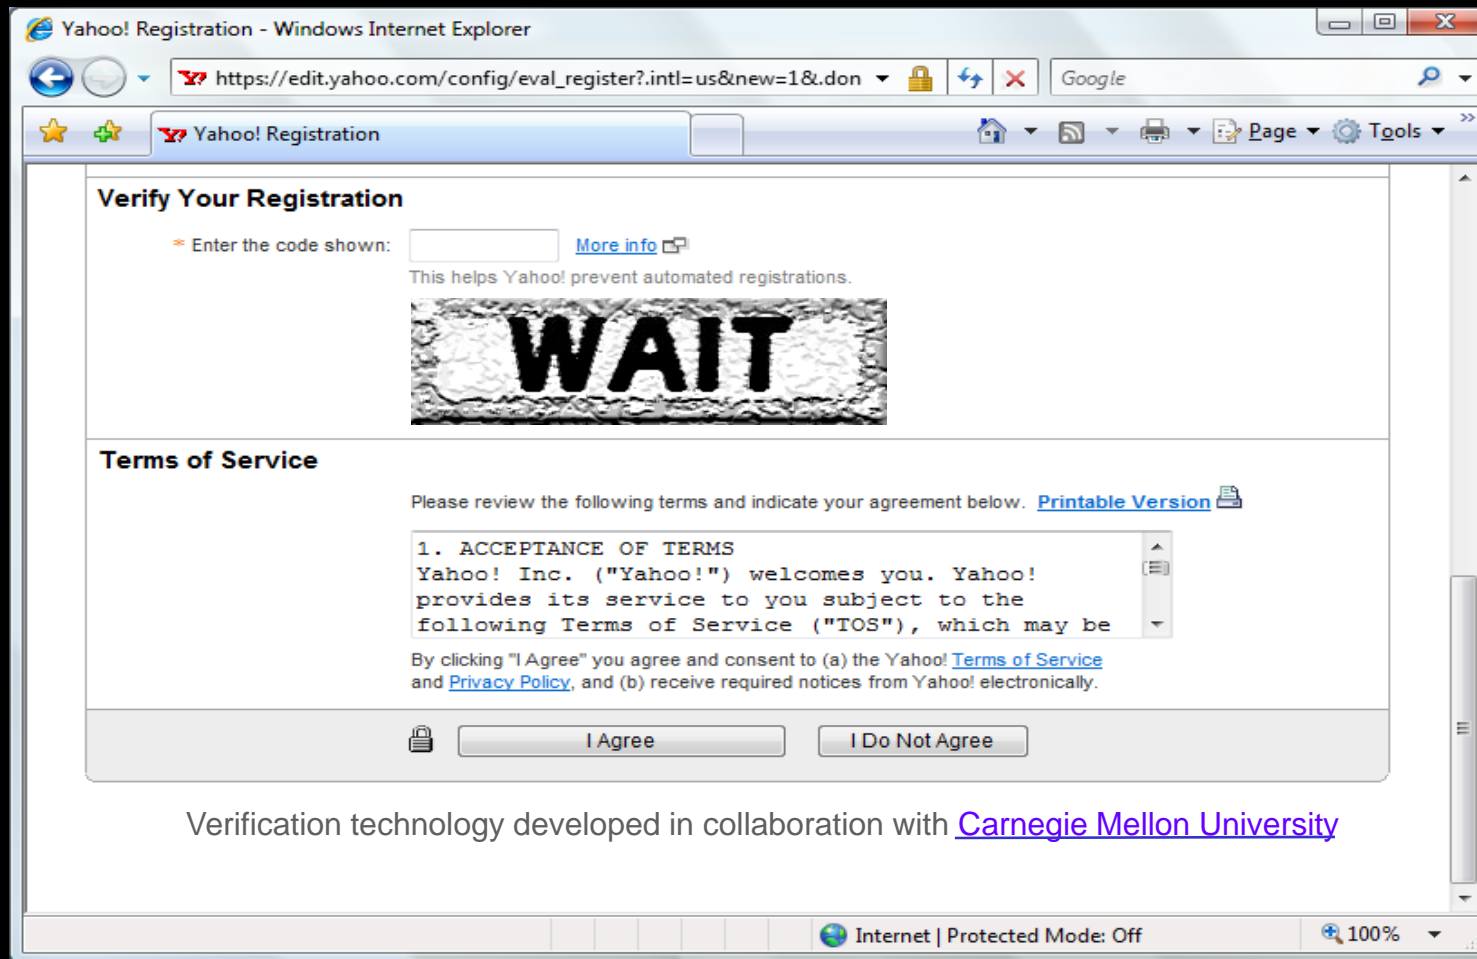 Yahoo! Registration - Windows Internet Explorer
https://edit.yahoo.com/config/eval_register?.intl=us&new=1&.don
Google
Yahoo! Registration
Page
Tools
Verify Your Registration
* Enter the code shown:
More info
This helps Yahoo! prevent automated registrations.
WAIT
Terms of Service
Please review the following terms and indicate your agreement below. Printable Version
1. ACCEPTANCE OF TERMS
Yahoo! Inc. ("Yahoo!") welcomes you. Yahoo!
provides its service to you subject to the
following Terms of Service ("TOS"), which may be
By clicking "I Agree" you agree and consent to (a) the Yahoo! Terms of Service
and Privacy Policy, and (b) receive required notices from Yahoo! electronically.
I Agree
I Do Not Agree
Verification technology developed in collaboration with Carnegie Mellon University
Internet | Protected Mode: Off
100%